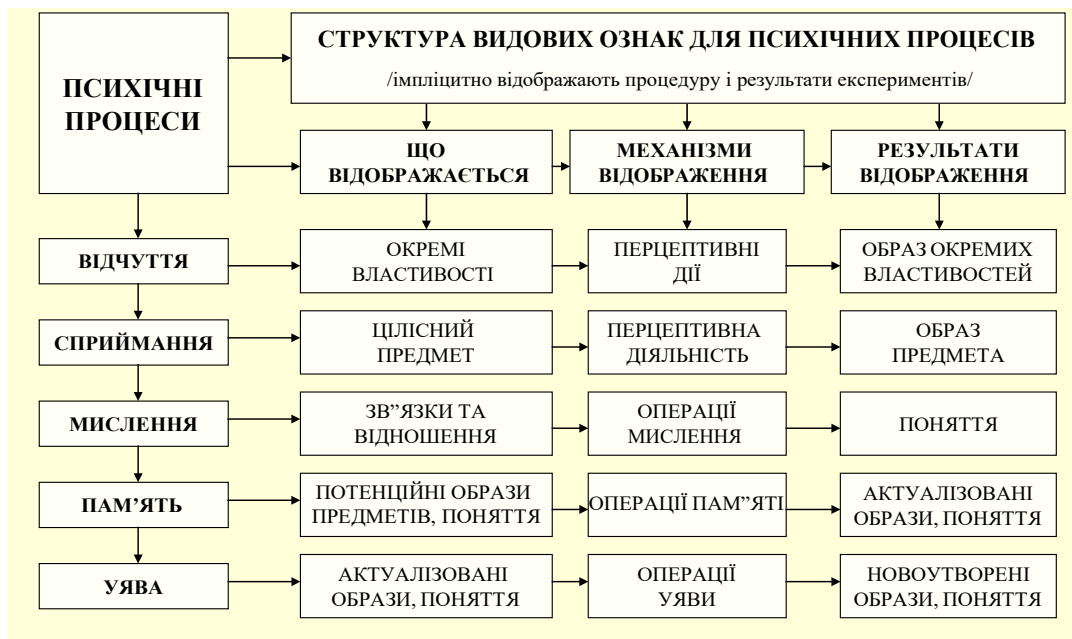 ПСИХІЧНІ
ПРОЦЕСИ
СТРУКТУРА ВИДОВИХ ОЗНАК ДЛЯ ПСИХІЧНИХ ПРОЦЕСІВ
/імпліцитно відображають процедуру і результати експериментів/
ЩО
ВІДОБРАЖАЄТЬСЯ
МЕХАНІЗМИ
ВІДОБРАЖЕННЯ
РЕЗУЛЬТАТИ
ВІДОБРАЖЕННЯ
ВІДЧУТТЯ
ОКРЕМІ
ВЛАСТИВОСТІ
ПЕРЦЕПТИВНІ
ДІЇ
ОБРАЗ ОКРЕМИХ
ВЛАСТИВОСТЕЙ
СПРИЙМАННЯ
ЦІЛІСНИЙ
ПРЕДМЕТ
ПЕРЦЕПТИВНА
ДІЯЛЬНІСТЬ
ОБРАЗ
ПРЕДМЕТА
МИСЛЕННЯ
ЗВ”ЯЗКИ ТА
ВІДНОШЕННЯ
ОПЕРАЦІЇ
МИСЛЕННЯ
ПОНЯТТЯ
ПАМ’ЯТЬ
ПОТЕНЦІЙНІ ОБРАЗИ
ПРЕДМЕТІВ, ПОНЯТТЯ
ОПЕРАЦІЇ ПАМ”ЯТІ
АКТУАЛІЗОВАНІ
ОБРАЗИ, ПОНЯТТЯ
УЯВА
АКТУАЛІЗОВАНІ
ОБРАЗИ, ПОНЯТТЯ
ОПЕРАЦІЇ
УЯВИ
НОВОУТВОРЕНІ
ОБРАЗИ, ПОНЯТТЯ